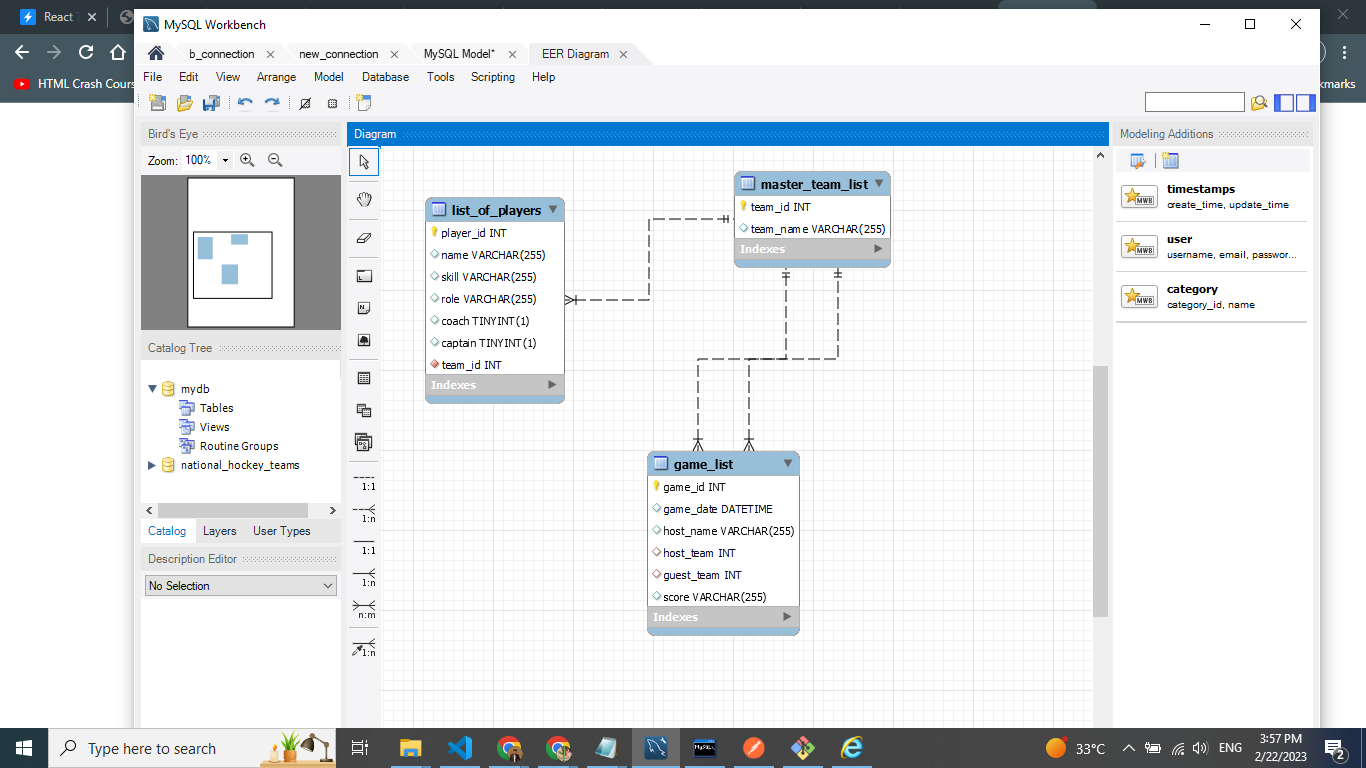 React
MySQL Workbench
b_connection
new_connection
MySQL Model*
EER Diagram
File Edit View Arrange Model Database Tools Scripting Help
HTML Crash Cours
kmarks
Bird's Eye
Zoom: 100%
Catalog Tree
mydb
Tables
Views
Routine Groups
national_hockey_teams
Catalog Layers User Types
Description Editor
No Selection
Diagram
1:1
1:n
1:1
1:n
n:m
1:n
list_of_players
player_id INT
name VARCHAR(255)
skill VARCHAR(255)
role VARCHAR(255)
coach TINYINT(1)
captain TINYINT(1)
team_id INT
Indexes
master_team_list
team_id INT
team_name VARCHAR(255)
Indexes
game_list
game_id INT
game_date DATETIME
host_name VARCHAR(255)
host_team INT
guest_team INT
score VARCHAR(255)
Indexes
Modeling Additions
MWB
timestamps
create_time, update_time
MWB
user
username, email, passwor...
MWB
category
category_id, name
Type here to search
MySQL
33°C
ENG
3:57 PM
2/22/2023
2